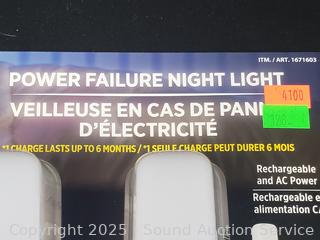 ITM. / ART. 1671603
POWER FAILURE NIGHT LIGHT
4100
VEILLEUSE EN CAS DE
D'ÉLECTRICITÉ
*1 CHARGE LASTS UP TO 6 MONTHS / *1 SEULE CHARGE PEUT DURER 6 MOIS
Rechargeable
and AC Power
Rechargeable e
alimentation CA
Copyright 2025 Sound Auction Service